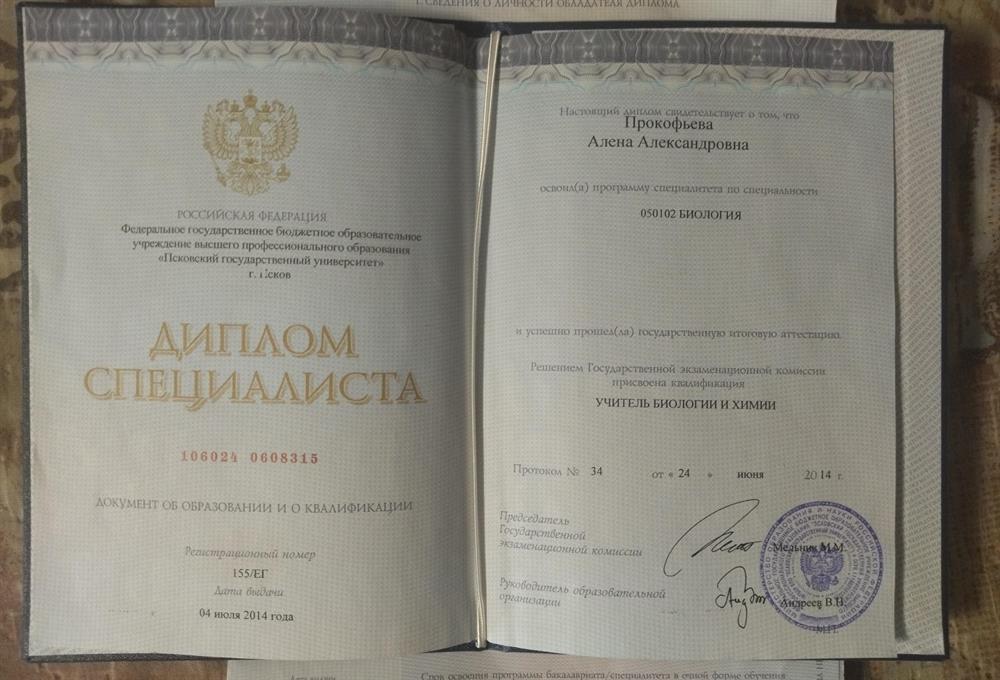 1. СВЕДЕНИЯ О ЛИЧНОСТИ ОБЛАДАТЕЛЯ ДИПЛОМА
РОССИЙСКАЯ ФЕДЕРАЦИЯ
Федеральное государственное бюджетное образовательное
учреждение высшего профессионального образования
«Псковский государственный университет»
г. Псков
ДИПЛОМ
СПЕЦИАЛИСТА
106024 0608315
ДОКУМЕНТ ОБ ОБРАЗОВАНИИ И О КВАЛИФИКАЦИИ
Регистрационный номер
155/ЕГ
Дата выдачи
04 июля 2014 года
Настоящий диплом свидетельствует о том, что
Прокофьева
Алена Александровна
освоил(а) программу специалитета по специальности
050102 БИОЛОГИЯ
и успешно прошел(ла) государственную итоговую аттестацию.
Решением Государственной экзаменационной комиссии
присвоена квалификация
УЧИТЕЛЬ БИОЛОГИИ И ХИМИИ
Протокол № 34 от « 24 » июня 2014 г.
Председатель
Государственной
экзаменационной комиссии
Мельник М.М.
Руководитель образовательной
организации
Андреев В.Н.
М.П.
Срок освоения программы бакалавриата/специалитета в очной форме обучения